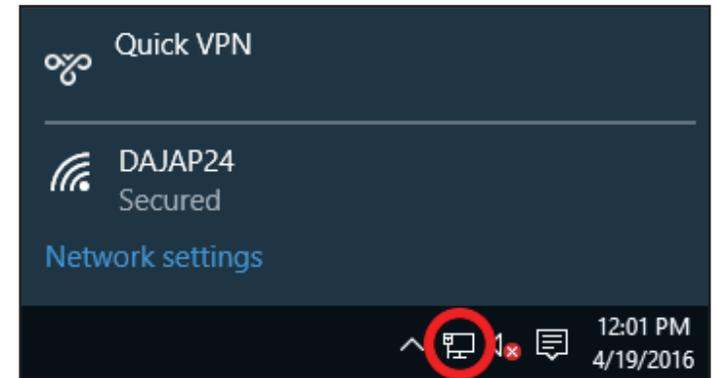 Quick VPN
DAJAP24
Secured
Network settings
12:01 PM
4/19/2016